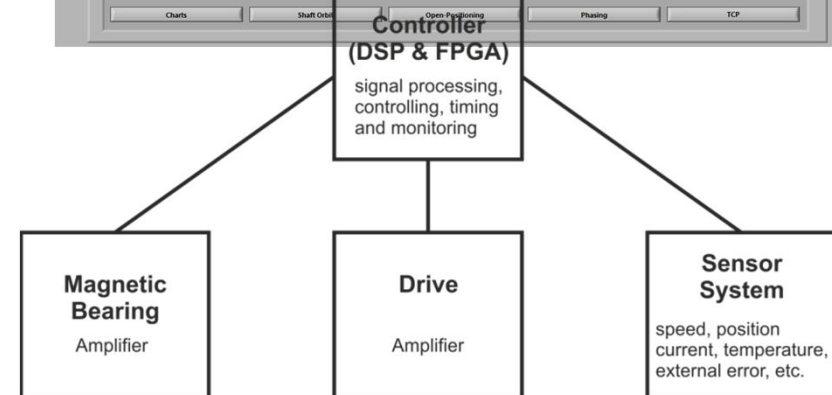 Charts
Shaft Orbit
Open-Positioning
Phasing
TCP
Controller
(DSP & FPGA)
signal processing,
controlling, timing
and monitoring
Magnetic
Bearing
Amplifier
Drive
Amplifier
Sensor
System
speed, position
current, temperature,
external error, etc.